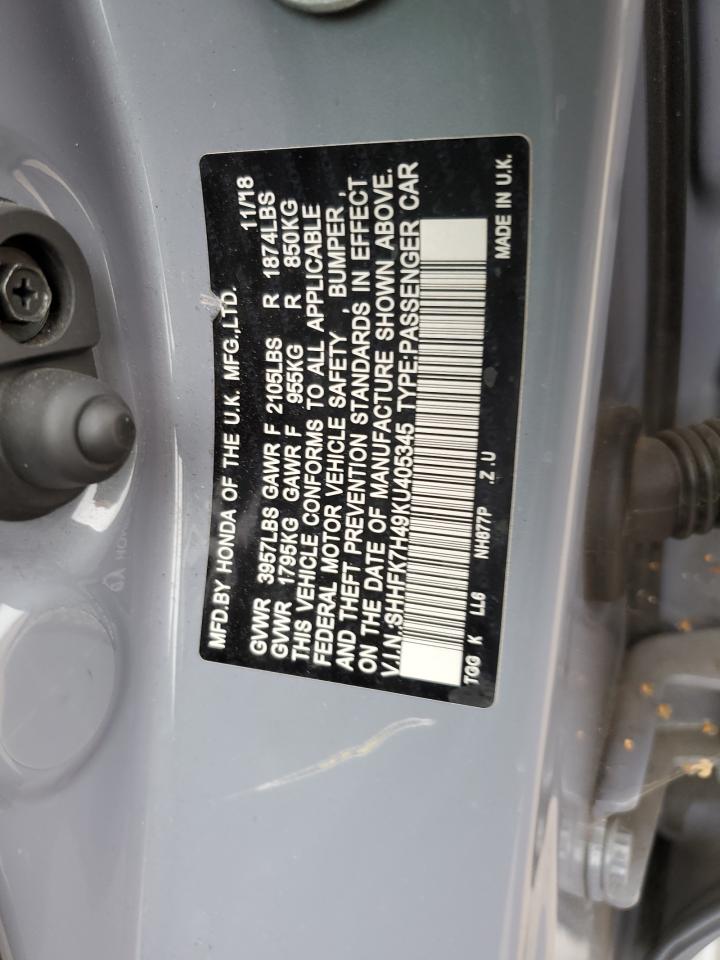 MFD.BY HONDA OF THE U.K. MFG.,LTD. 11/18
GVWR 3957LBS GAWR F 2105LBS R 1874LBS
GVWR 1795KG GAWR F 955KG R 850KG
THIS VEHICLE CONFORMS TO ALL APPLICABLE
FEDERAL MOTOR VEHICLE SAFETY , BUMPER ,
AND THEFT PREVENTION STANDARDS IN EFFECT
ON THE DATE OF MANUFACTURE SHOWN ABOVE.
V.I.N.:SHHFK7H49KU405345 TYPE:PASSENGER CAR
TGG K LL6 NH877P .Z .U MADE IN U.K.